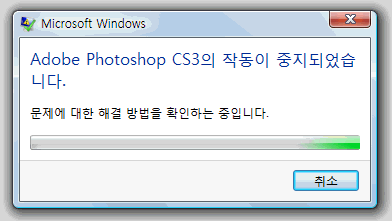 Microsoft Windows
Adobe Photoshop CS3의 작동이 중지되었습
니다.
문제에 대한 해결 방법을 확인하는 중입니다.
취소